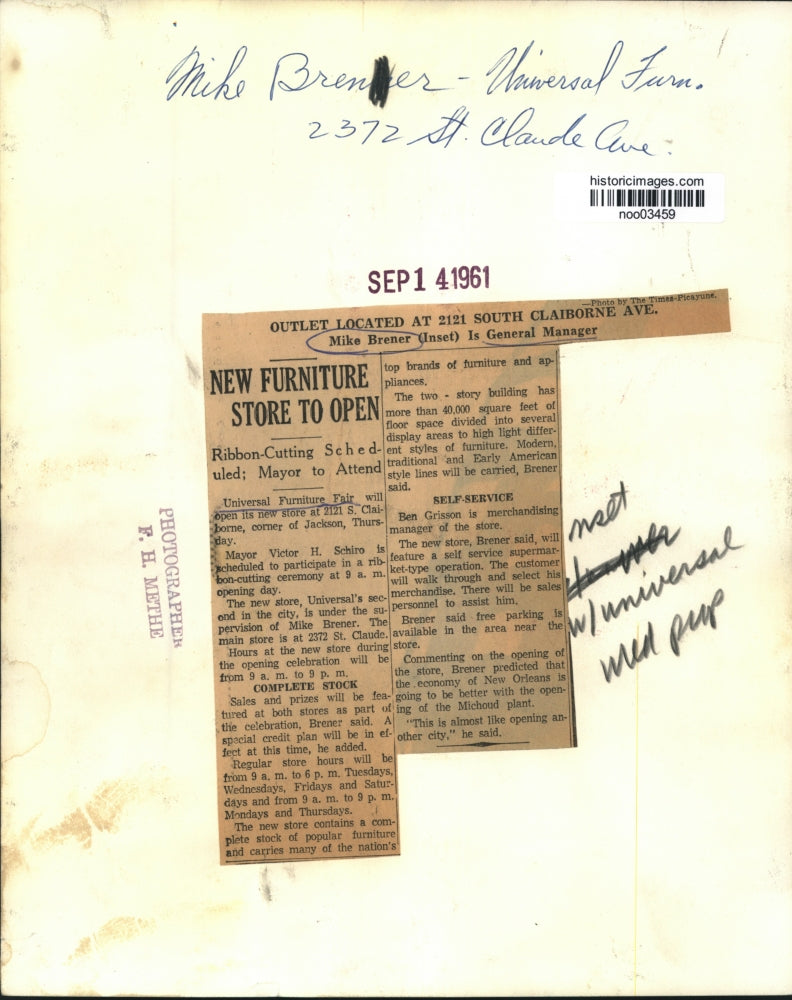 Mike Brener - Universal Furn.
2372 St. Claude Ave.
historicimages.com
noo03459
SEP 1 4 1961
—Photo by The Times-Picayune.
OUTLET LOCATED AT 2121 SOUTH CLAIBORNE AVE.
Mike Brener (Inset) Is General Manager
NEW FURNITURE
STORE TO OPEN
Ribbon-Cutting Sched-
uled; Mayor to Attend
Universal Furniture Fair will
open its new store at 2121 S. Clai-
borne, corner of Jackson, Thurs-
day.
Mayor Victor H. Schiro is
scheduled to participate in a rib-
bon-cutting ceremony at 9 a. m.
opening day.
The new store, Universal's sec-
ond in the city, is under the su-
pervision of Mike Brener. The
main store is at 2372 St. Claude.
Hours at the new store during
the opening celebration will be
from 9 a. m. to 9 p. m.
COMPLETE STOCK
Sales and prizes will be fea-
tured at both stores as part of
the celebration, Brener said. A
special credit plan will be in ef-
fect at this time, he added.
Regular store hours will be
from 9 a. m. to 6 p. m. Tuesdays,
Wednesdays, Fridays and Satur-
days and from 9 a. m. to 9 p. m.
Mondays and Thursdays.
The new store contains a com-
plete stock of popular furniture
and carries many of the nation's
top brands of furniture and ap-
pliances.
The two - story building has
more than 40,000 square feet of
floor space divided into several
display areas to high light differ-
ent styles of furniture. Modern,
traditional and Early American
style lines will be carried, Brener
said.
SELF-SERVICE
Ben Grisson is merchandising
manager of the store.
The new store, Brener said, will
feature a self service supermar-
ket-type operation. The customer
will walk through and select his
merchandise. There will be sales
personnel to assist him.
Brener said free parking is
available in the area near the
store.
Commenting on the opening of
the store, Brener predicted that
the economy of New Orleans is
going to be better with the open-
ing of the Michoud plant.
"This is almost like opening an-
other city," he said.
inset
w/universal
wed pup
PHOTOGRAPHER
F. H. METHE